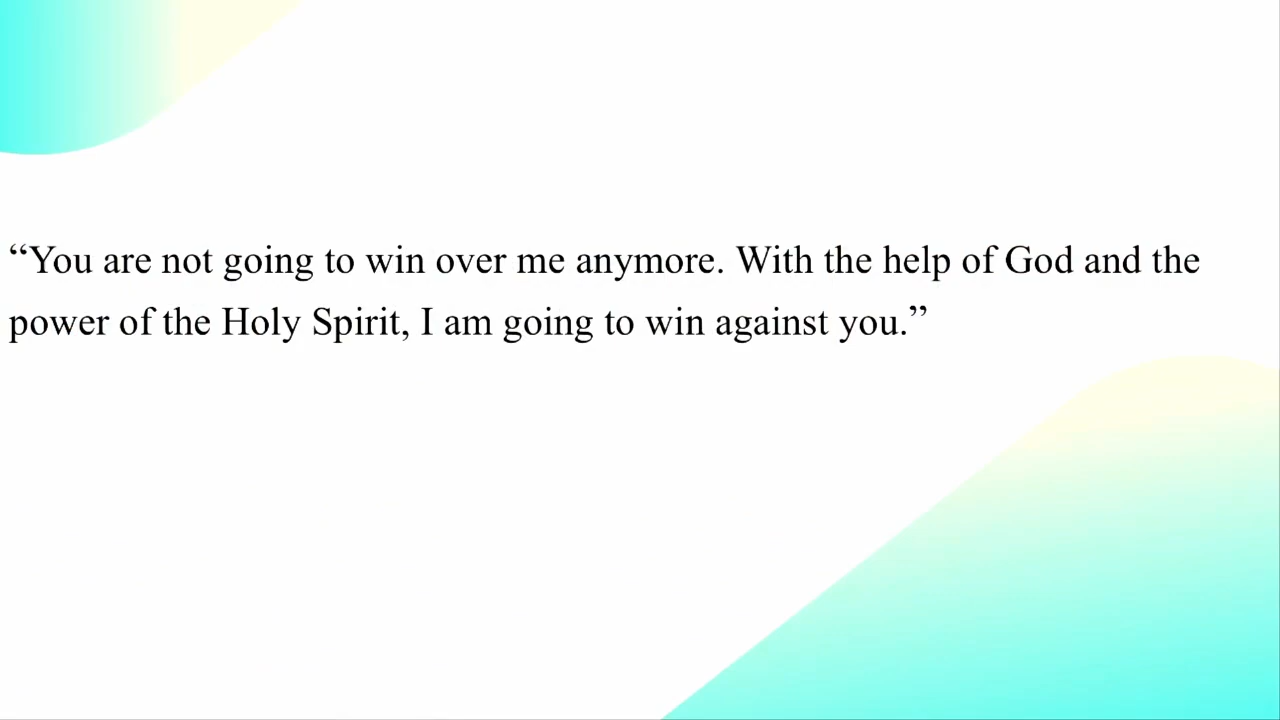 “You are not going to win over me anymore. With the help of God and the
power of the Holy Spirit, I am going to win against you.”